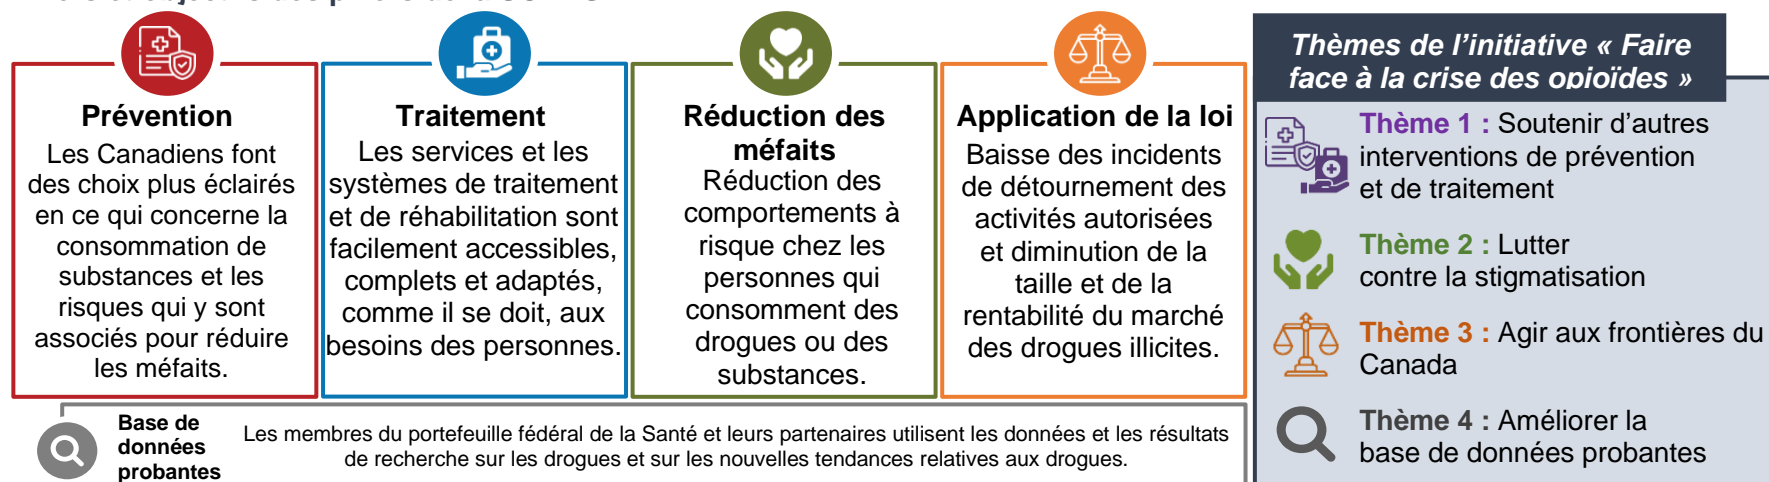 Prévention
Les Canadiens font
des choix plus éclairés
en ce qui concerne la
consommation de
substances et les
risques qui y sont
associés pour réduire
les méfaits.
Traitement
Les services et les
systèmes de traitement
et de réhabilitation sont
facilement accessibles,
complets et adaptés,
comme il se doit, aux
besoins des personnes.
Réduction des
méfaits
Réduction des
comportements à
risque chez les
personnes qui
consomment des
drogues ou des
substances.
Application de la loi
Baisse des incidents
de détournement des
activités autorisées
et diminution de la
taille et de la
rentabilité du marché
des drogues illicites.
Base de
données
probantes
Les membres du portefeuille fédéral de la Santé et leurs partenaires utilisent les données et les résultats
de recherche sur les drogues et sur les nouvelles tendances relatives aux drogues.
Thèmes de l’initiative « Faire
face à la crise des opioïdes »
Thème 1 : Soutenir d’autres
interventions de prévention
et de traitement
Thème 2 : Lutter
contre la stigmatisation
Thème 3 : Agir aux frontières du
Canada
Thème 4 : Améliorer la
base de données probantes